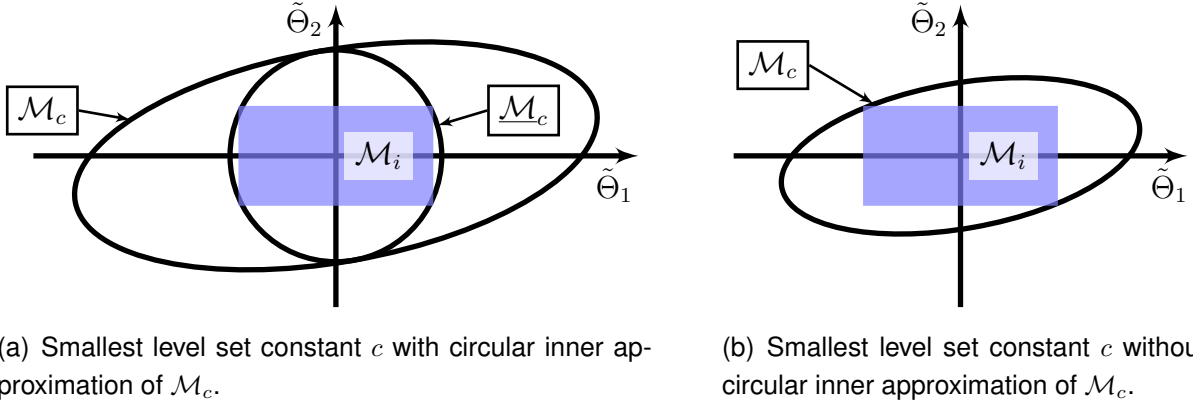 Θ̃₂
ℳ_c
ℳ̲_c
ℳ_i
Θ̃₁
(a) Smallest level set constant c with circular inner ap-
proximation of ℳ_c.
Θ̃₂
ℳ_c
ℳ_i
Θ̃₁
(b) Smallest level set constant c withou
circular inner approximation of ℳ_c.